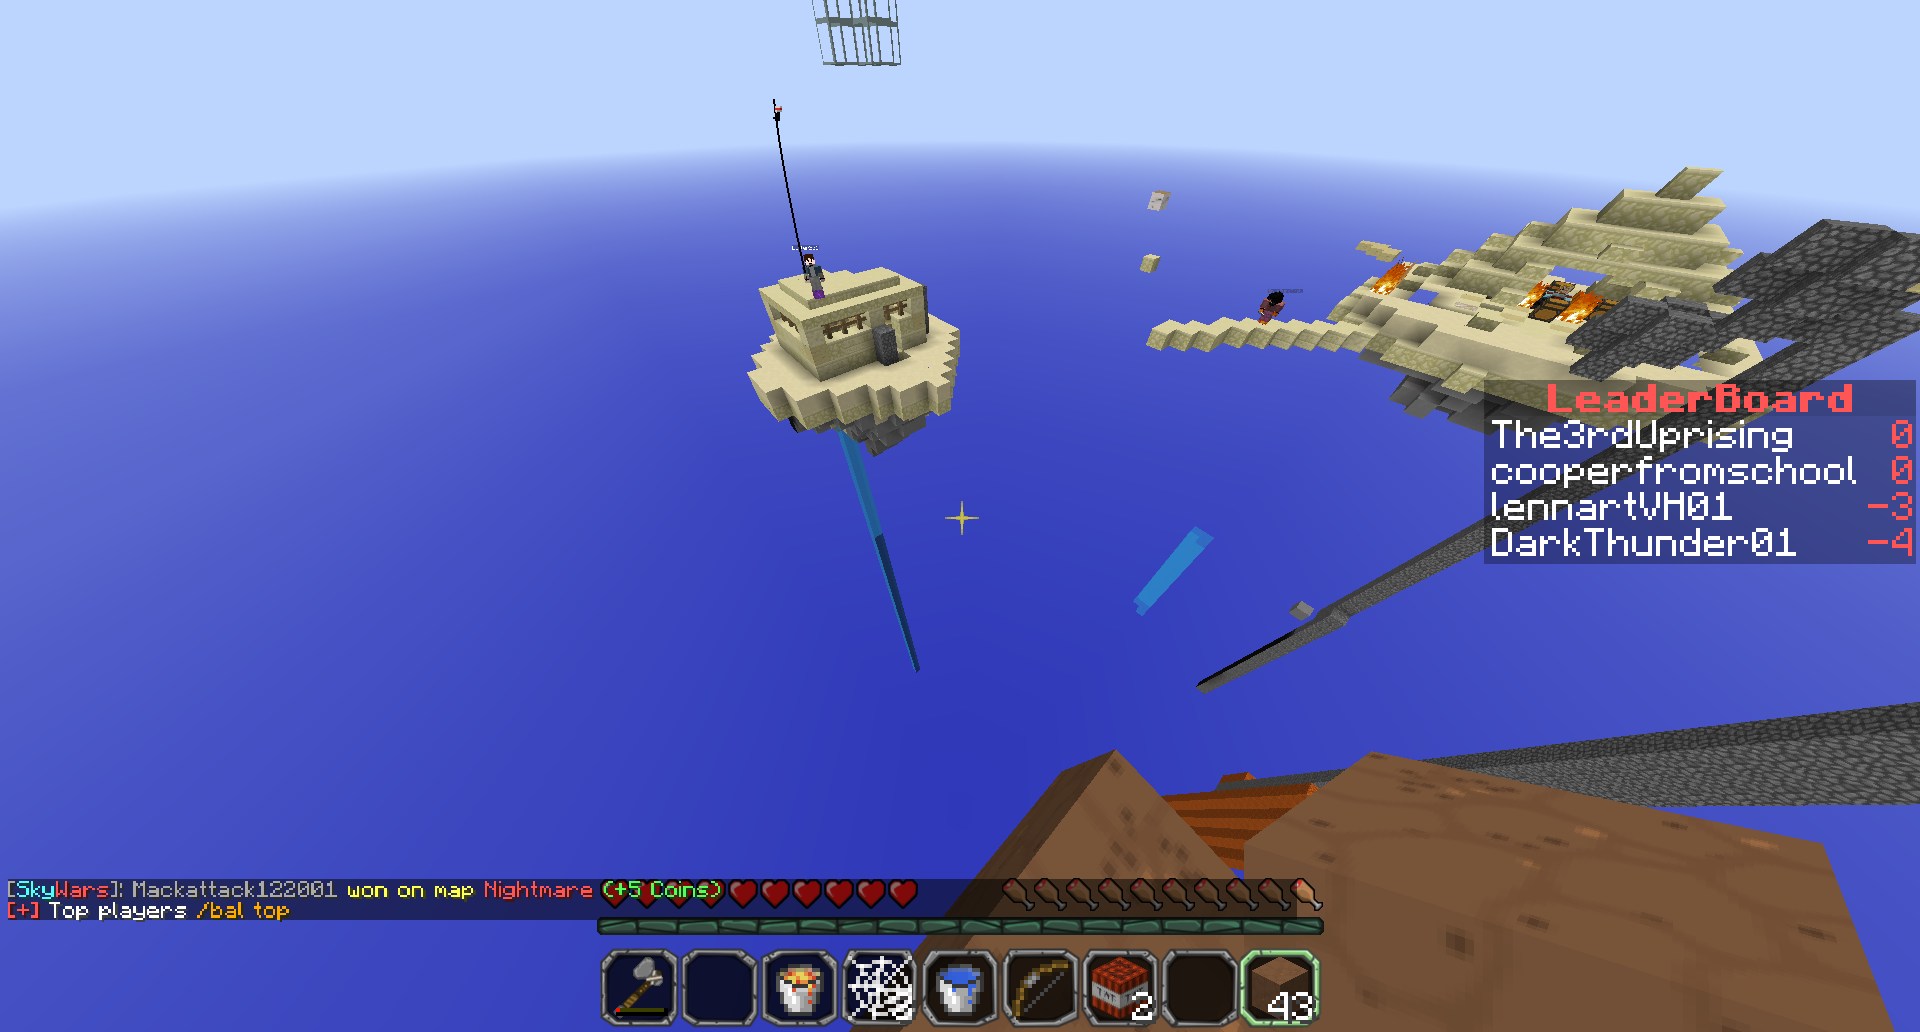 LeaderBoard
The3rdUprising 0
cooperfromschool 0
lennartVH01 -3
DarkThunder01 -4
[SkyWars]: Mackattack122001 won on map Nightmare (+5 Coins)
[+] Top players /bal top
TNT
2
43